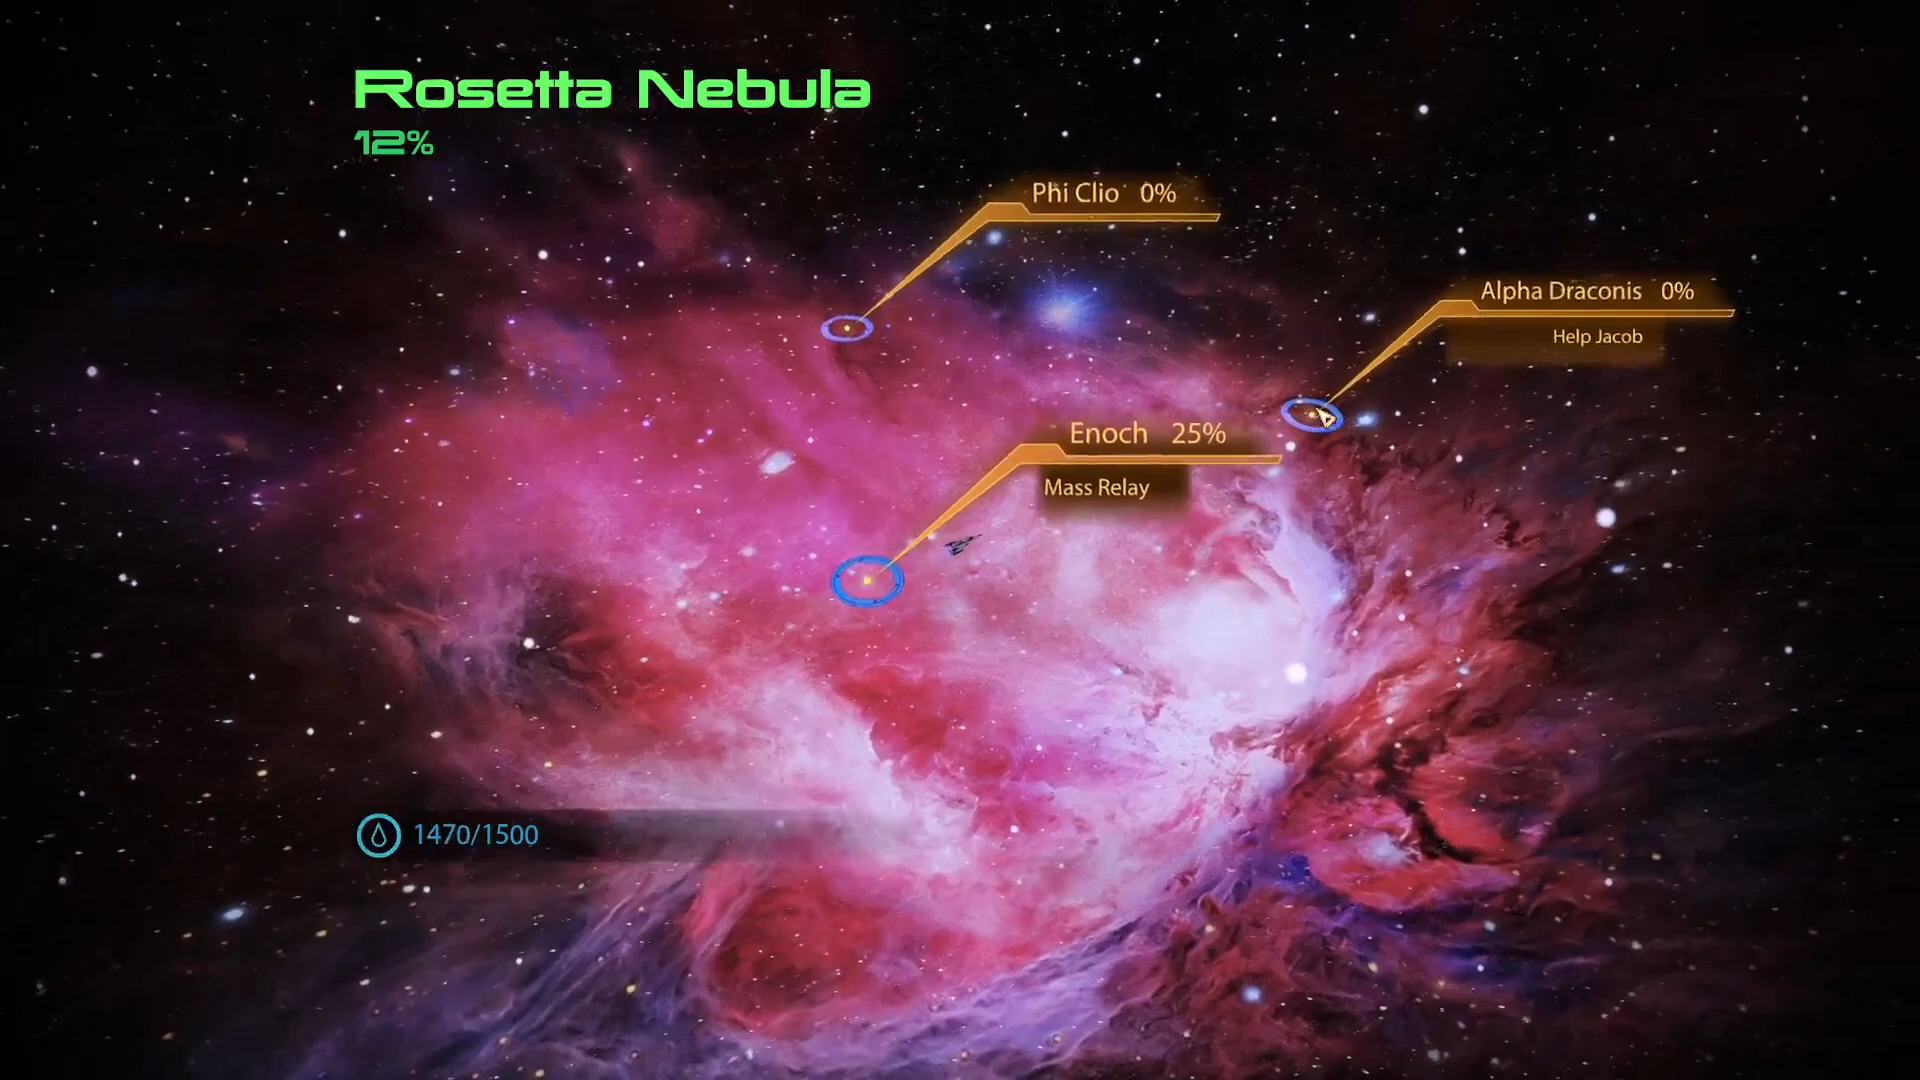 Rosetta Nebula
12%
Phi Clio 0%
Alpha Draconis 0%
Help Jacob
Enoch 25%
Mass Relay
1470/1500